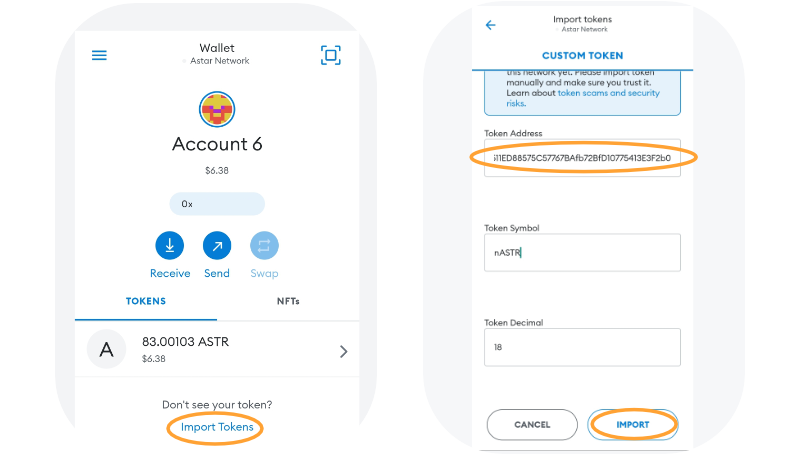 Wallet
Astar Network
Account 6
$6.38
0x
Receive
Send
Swap
TOKENS
NFTs
A
83.00103 ASTR
$6.38
Don't see your token?
Import Tokens
Import tokens
Astar Network
CUSTOM TOKEN
this network yet. Please import token
manually and make sure you trust it.
Learn about token scams and security
risks.
Token Address
511ED88575C57767BAfb72BfD10775413E3F2b0
Token Symbol
nASTR
Token Decimal
18
CANCEL
IMPORT